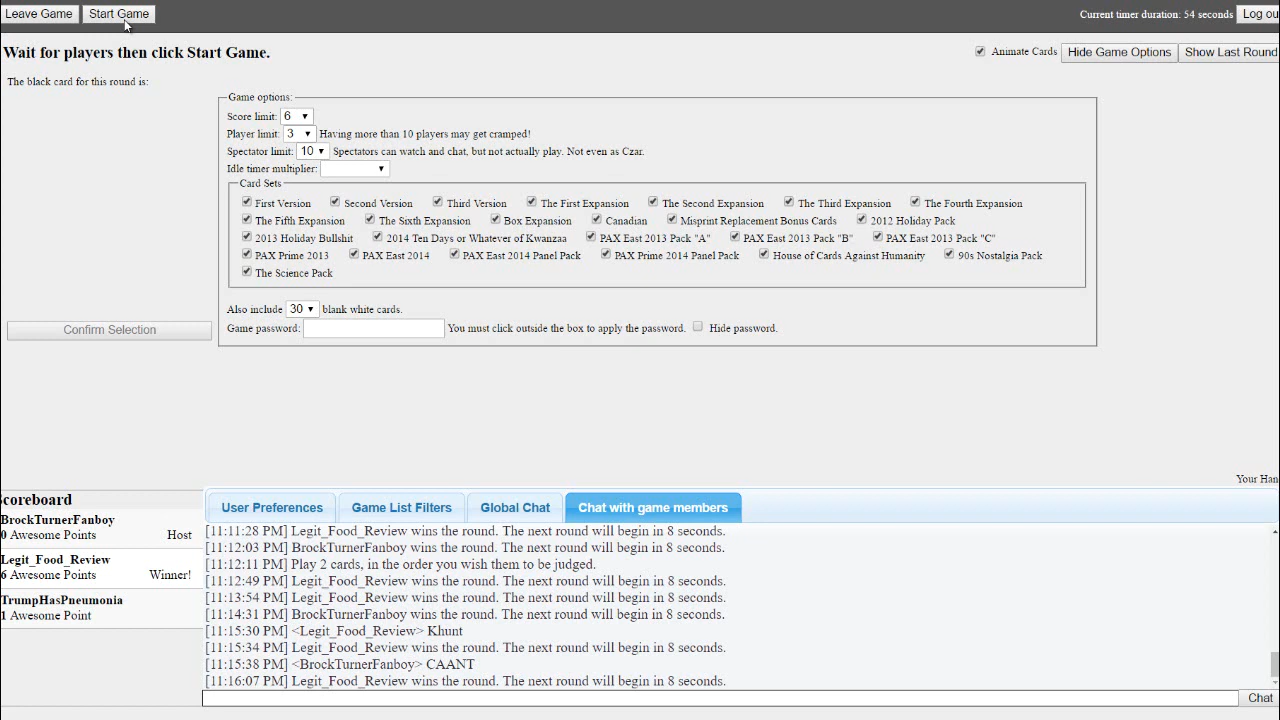 Leave Game Start Game Current timer duration: 54 seconds Log ou
Wait for players then click Start Game. Animate Cards Hide Game Options Show Last Round
The black card for this round is:
Game options:
Score limit: 6
Player limit: 3 Having more than 10 players may get cramped!
Spectator limit: 10 Spectators can watch and chat, but not actually play. Not even as Czar.
Idle timer multiplier:
Card Sets
First Version Second Version Third Version The First Expansion The Second Expansion The Third Expansion The Fourth Expansion
The Fifth Expansion The Sixth Expansion Box Expansion Canadian Misprint Replacement Bonus Cards 2012 Holiday Pack
2013 Holiday Bullshit 2014 Ten Days or Whatever of Kwanzaa PAX East 2013 Pack "A" PAX East 2013 Pack "B" PAX East 2013 Pack "C"
PAX Prime 2013 PAX East 2014 PAX East 2014 Panel Pack PAX Prime 2014 Panel Pack House of Cards Against Humanity 90s Nostalgia Pack
The Science Pack
Also include 30 blank white cards.
Game password: You must click outside the box to apply the password. Hide password.
Confirm Selection
Your Han
coreboard
BrockTurnerFanboy
0 Awesome Points Host
Legit_Food_Review
6 Awesome Points Winner!
TrumpHasPneumonia
1 Awesome Point
User Preferences Game List Filters Global Chat Chat with game members
[11:11:28 PM] Legit_Food_Review wins the round. The next round will begin in 8 seconds.
[11:12:03 PM] BrockTurnerFanboy wins the round. The next round will begin in 8 seconds.
[11:12:11 PM] Play 2 cards, in the order you wish them to be judged.
[11:12:49 PM] Legit_Food_Review wins the round. The next round will begin in 8 seconds.
[11:13:54 PM] Legit_Food_Review wins the round. The next round will begin in 8 seconds.
[11:14:31 PM] BrockTurnerFanboy wins the round. The next round will begin in 8 seconds.
[11:15:30 PM] <Legit_Food_Review> Khunt
[11:15:34 PM] Legit_Food_Review wins the round. The next round will begin in 8 seconds.
[11:15:38 PM] <BrockTurnerFanboy> CAANT
[11:16:07 PM] Legit_Food_Review wins the round. The next round will begin in 8 seconds.
Chat